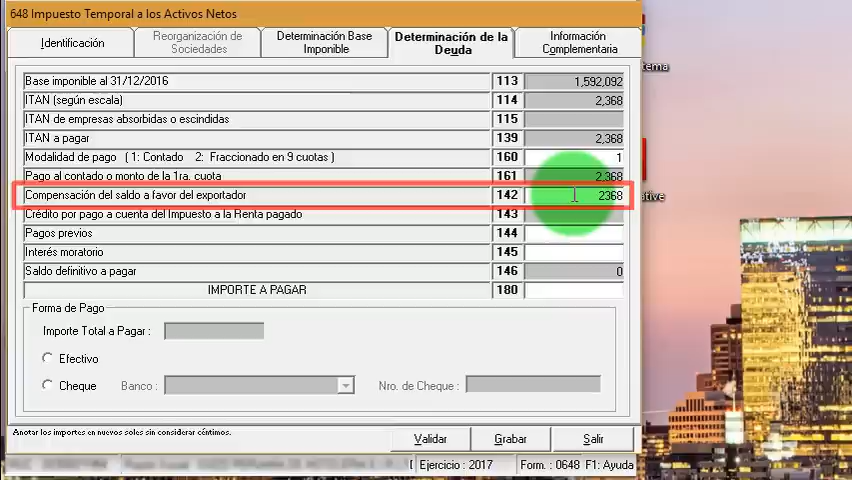 648 Impuesto Temporal a los Activos Netos
Identificación
Reorganización de Sociedades
Determinación Base Imponible
Determinación de la Deuda
Información Complementaria
Base imponible al 31/12/2016 113 1,592,092
ITAN (según escala) 114 2,368
ITAN de empresas absorbidas o escindidas 115
ITAN a pagar 139 2,368
Modalidad de pago ( 1: Contado 2: Fraccionado en 9 cuotas ) 160 1
Pago al contado o monto de la 1ra. cuota 161 2,368
Compensación del saldo a favor del exportador 142 2368
Crédito por pago a cuenta del Impuesto a la Renta pagado 143
Pagos previos 144
Interés moratorio 145
Saldo definitivo a pagar 146 0
IMPORTE A PAGAR 180
Forma de Pago
Importe Total a Pagar :
Efectivo
Cheque Banco : Nro. de Cheque :
Anotar los importes en nuevos soles sin considerar céntimos.
Validar Grabar Salir
Ejercicio : 2017 Form. : 0648 F1: Ayuda
tema
ative